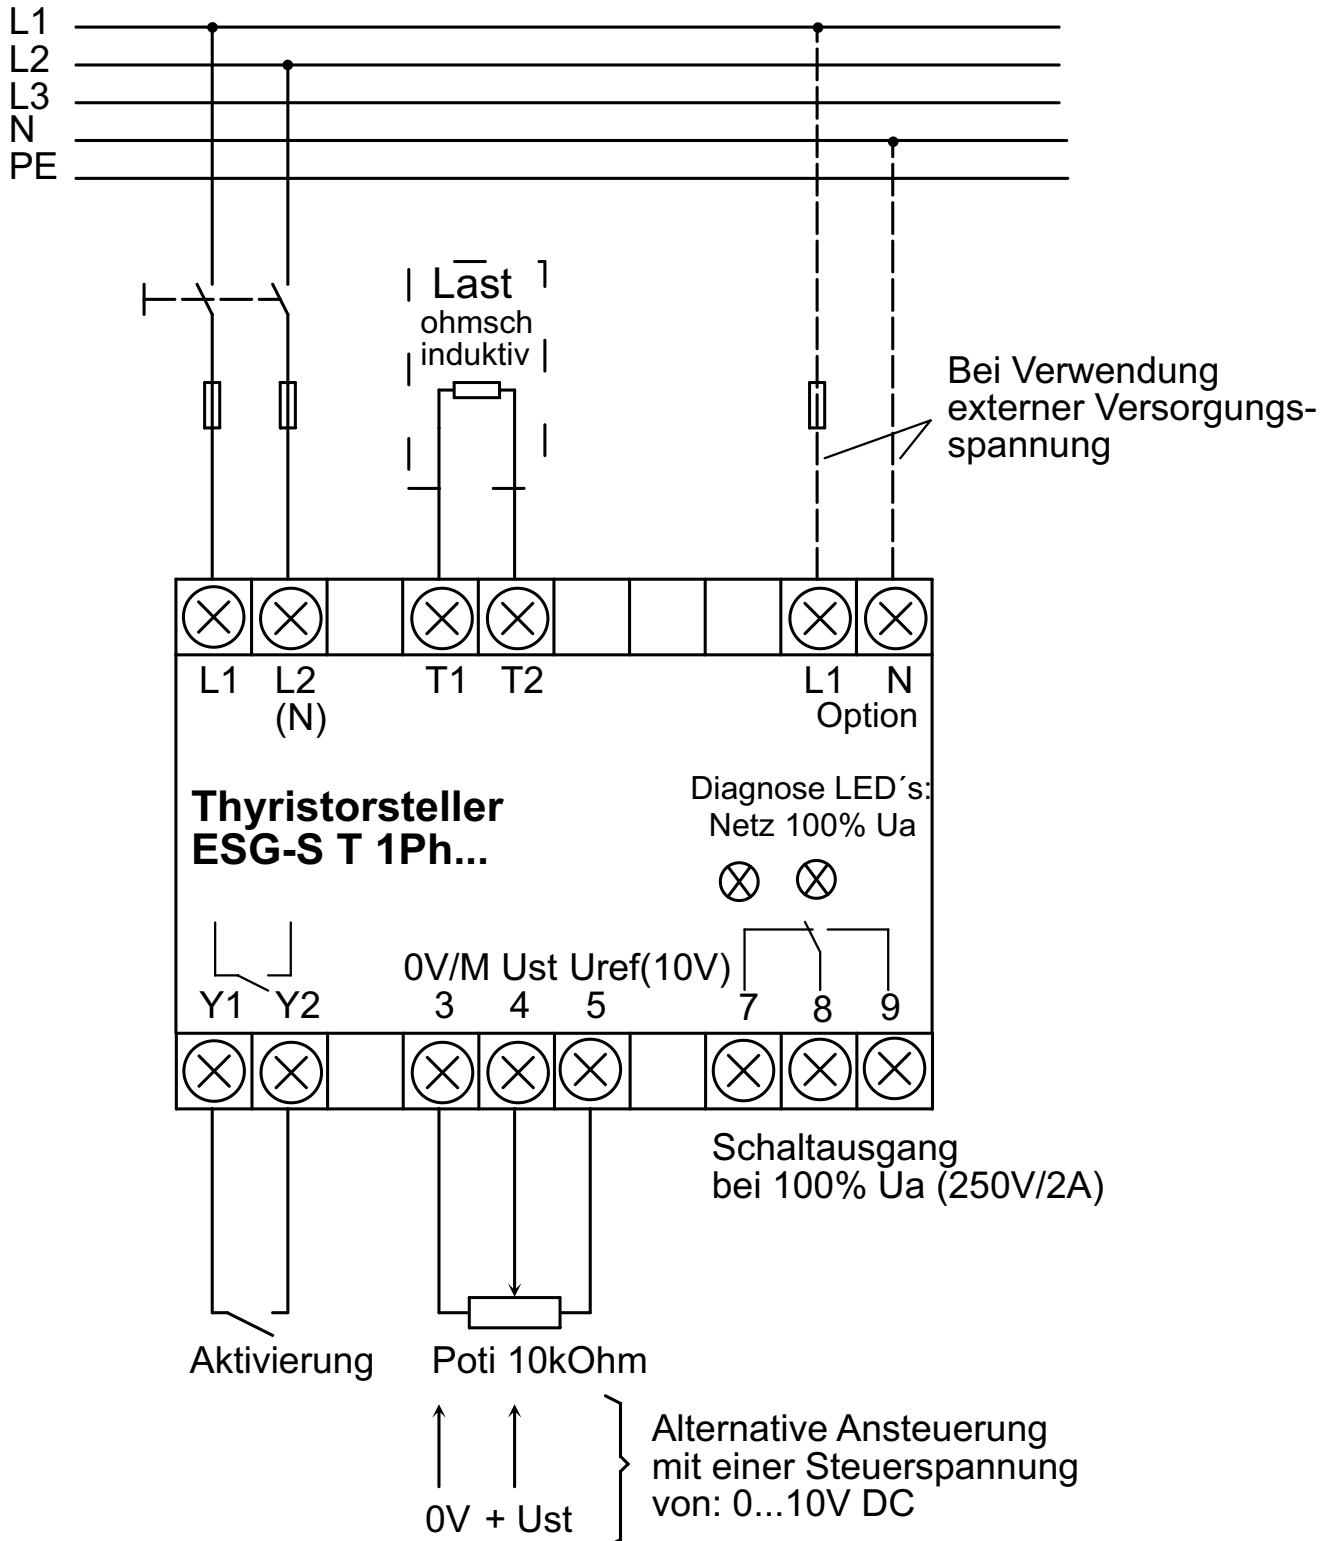 L1
L2
L3
N
PE
Last
ohmsch
induktiv
Bei Verwendung
externer Versorgungs-
spannung
L1 L2 T1 T2 L1 N
(N) Option
Thyristorsteller
ESG-S T 1Ph...
Diagnose LED´s:
Netz 100% Ua
0V/M Ust Uref(10V)
Y1 Y2 3 4 5 7 8 9
Schaltausgang
bei 100% Ua (250V/2A)
Aktivierung
Poti 10kOhm
Alternative Ansteuerung
mit einer Steuerspannung
von: 0...10V DC
0V + Ust